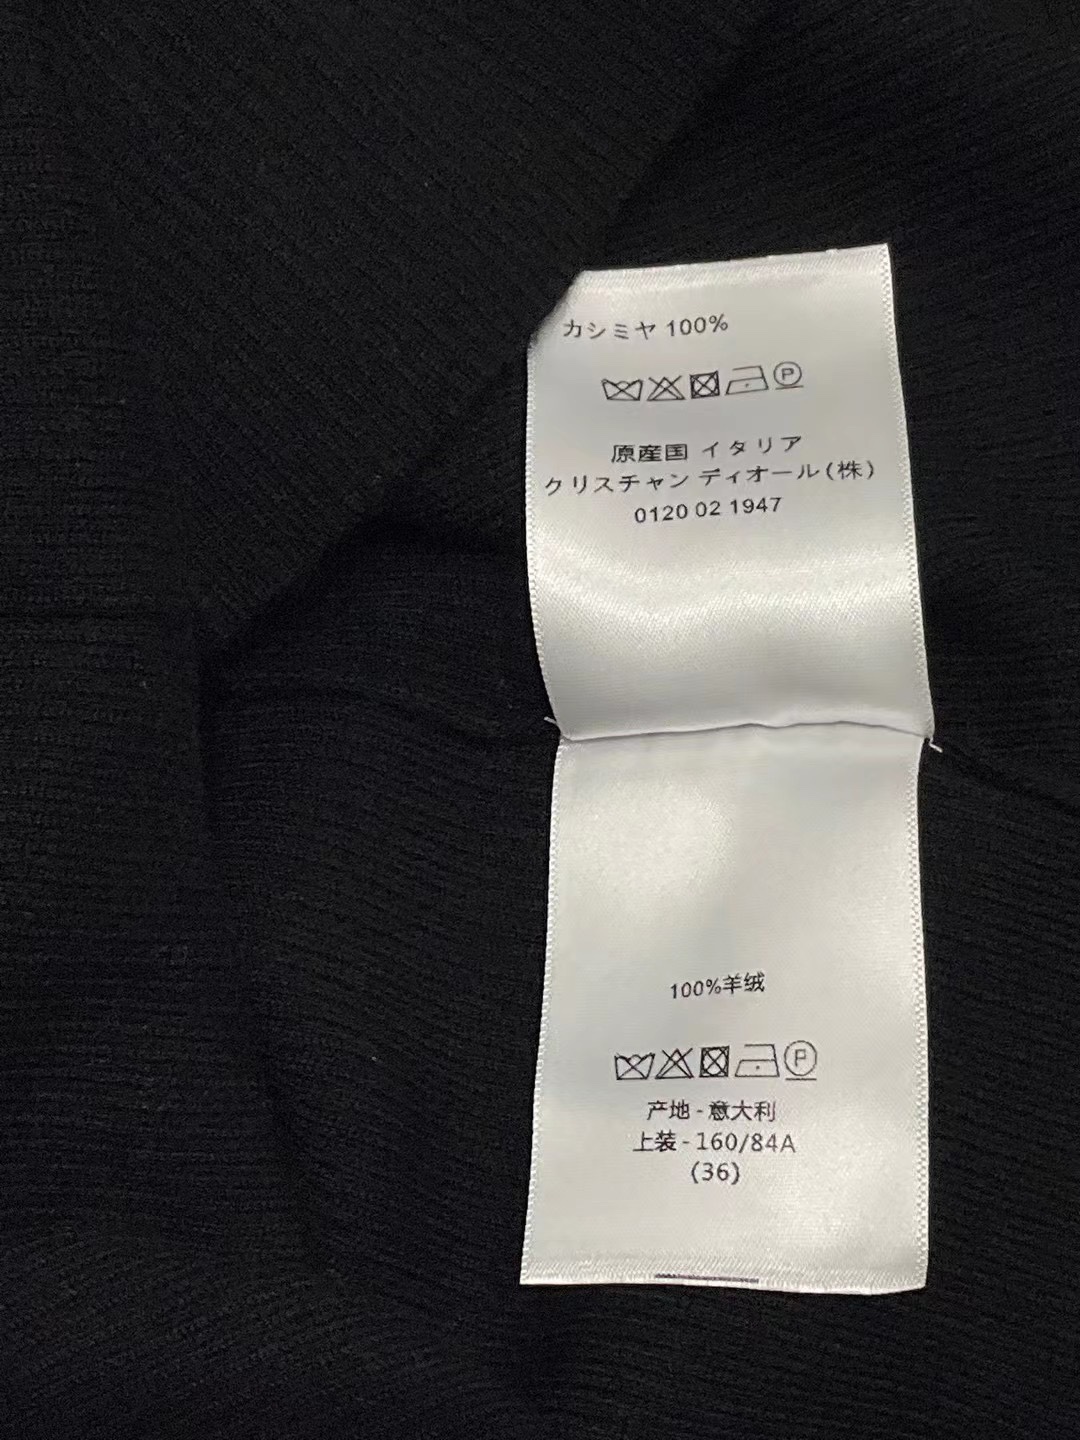 カシミヤ 100%
P
原産国 イタリア
クリスチャン ディオール(株)
0120 02 1947
100%羊绒
P
产地 - 意大利
上装 - 160/84A
(36)